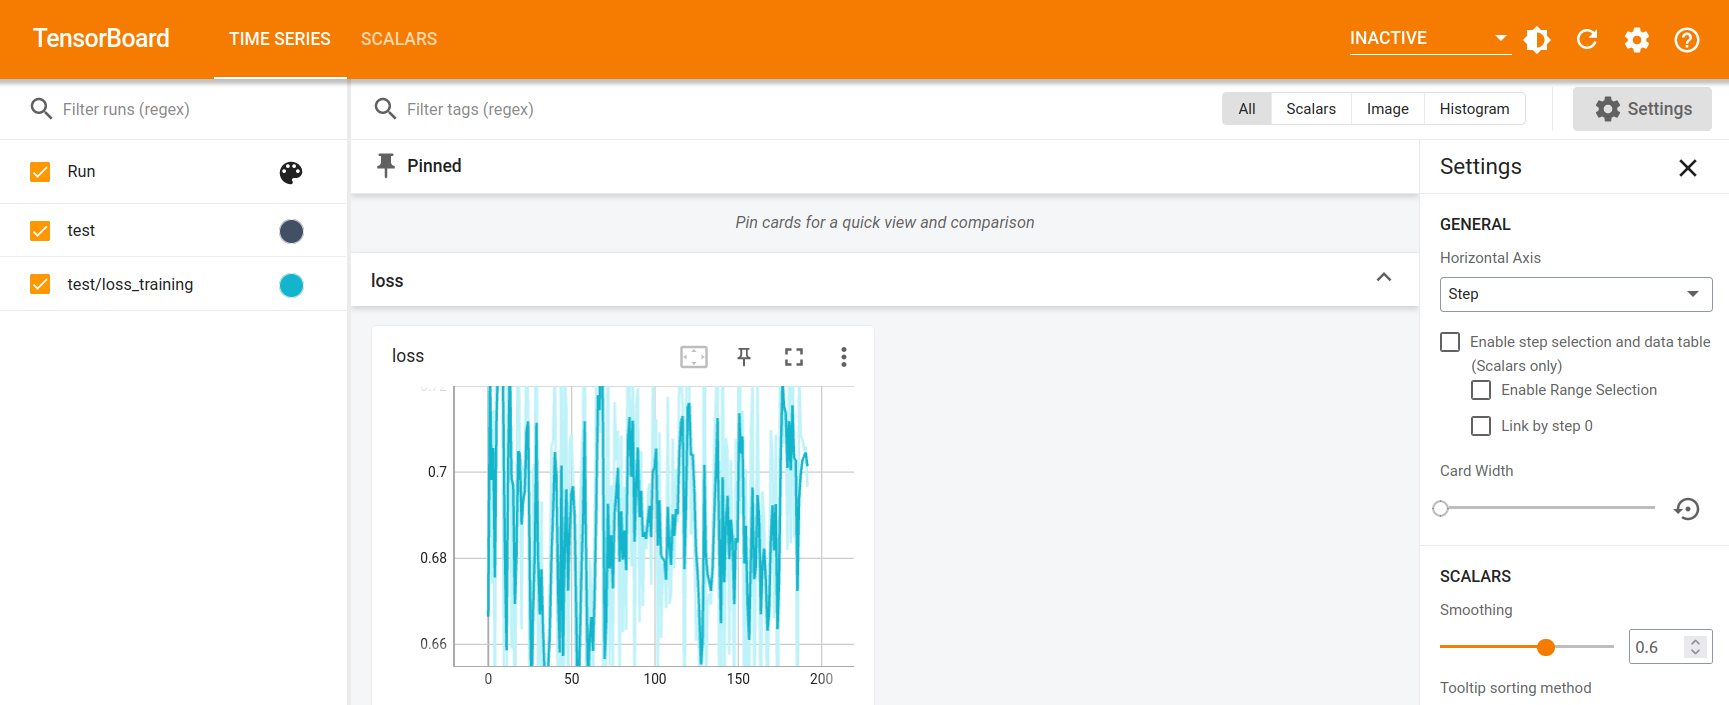 TensorBoard TIME SERIES SCALARS INACTIVE
Filter runs (regex)
Filter tags (regex)
All Scalars Image Histogram
Settings
Run
test
test/loss_training
Pinned
Pin cards for a quick view and comparison
loss
loss
0.72
0.7
0.68
0.66
0 50 100 150 200
Settings
GENERAL
Horizontal Axis
Step
Enable step selection and data table
(Scalars only)
Enable Range Selection
Link by step 0
Card Width
SCALARS
Smoothing
0.6
Tooltip sorting method